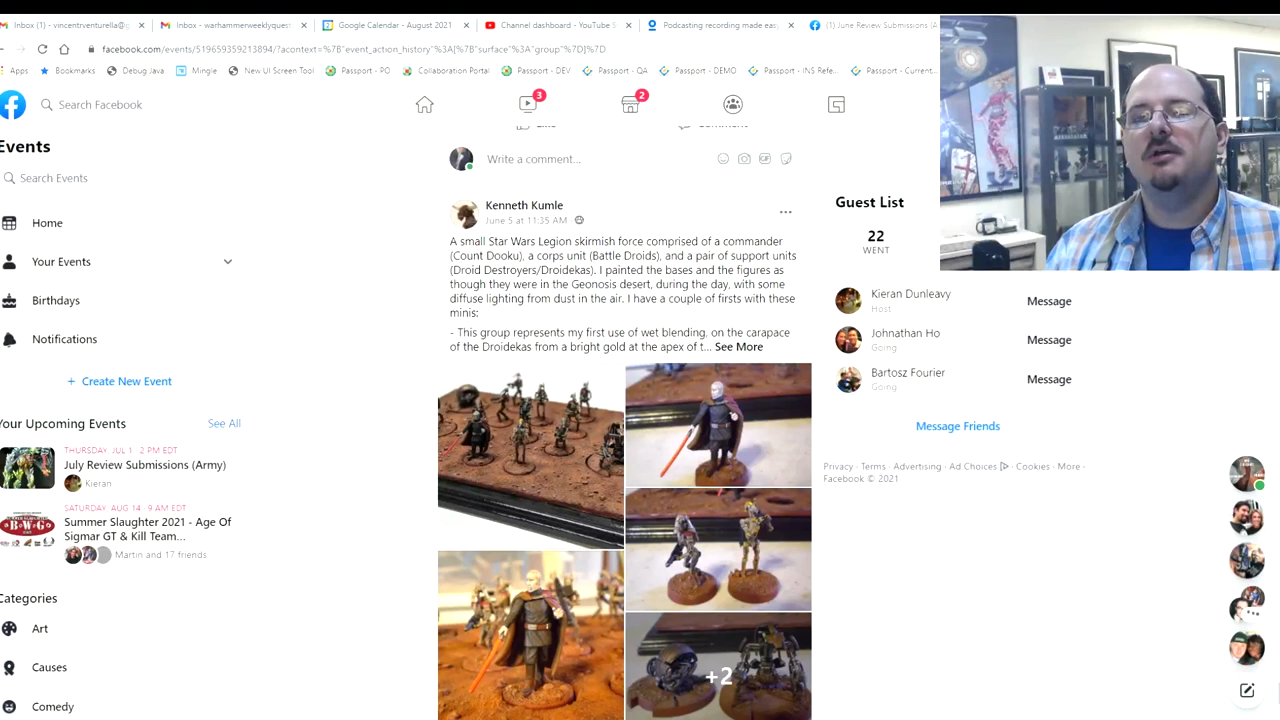 Inbox (1) - vincentrventurella@g
Inbox - warhammerweeklyquest
Google Calendar - August 2021
Channel dashboard - YouTube S
Podcasting recording made easy
(1) June Review Submissions (A
facebook.com/events/519659359213894/?acontext=%7B"event_action_history"%3A[%7B"surface"%3A"group"%7D]%7D
Apps
Bookmarks
Debug Java
Mingle
New UI Screen Tool
Passport - PO
Collaboration Portal
Passport - DEV
Passport - QA
Passport - DEMO
Passport - INS Refe...
Passport - Current...
Search Facebook
3
2
Events
Search Events
Home
Your Events
Birthdays
Notifications
+ Create New Event
Your Upcoming Events
See All
THURSDAY, JUL 1 · 2 PM EDT
July Review Submissions (Army)
Kieran
SATURDAY, AUG 14 · 9 AM EDT
Summer Slaughter 2021 - Age Of
Sigmar GT & Kill Team...
Martin and 17 friends
Categories
Art
Causes
Comedy
Like
Comment
Write a comment...
Kenneth Kumle
June 5 at 11:35 AM ·
A small Star Wars Legion skirmish force comprised of a commander
(Count Dooku), a corps unit (Battle Droids), and a pair of support units
(Droid Destroyers/Droidekas). I painted the bases and the figures as
though they were in the Geonosis desert, during the day, with some
diffuse lighting from dust in the air. I have a couple of firsts with these
minis:
- This group represents my first use of wet blending, on the carapace
of the Droidekas from a bright gold at the apex of t... See More
+2
Guest List
22
WENT
Kieran Dunleavy
Host
Message
Johnathan Ho
Going
Message
Bartosz Fourier
Going
Message
Message Friends
Privacy · Terms · Advertising · Ad Choices · Cookies · More ·
Facebook © 2021